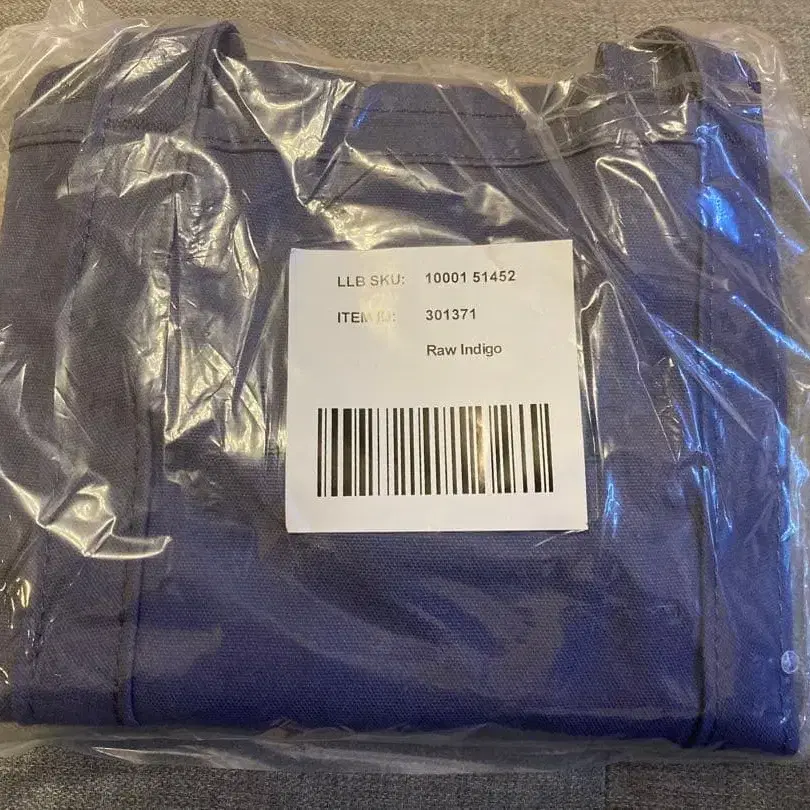 LLB SKU: 10001 51452
ITEM ID: 301371
Raw Indigo